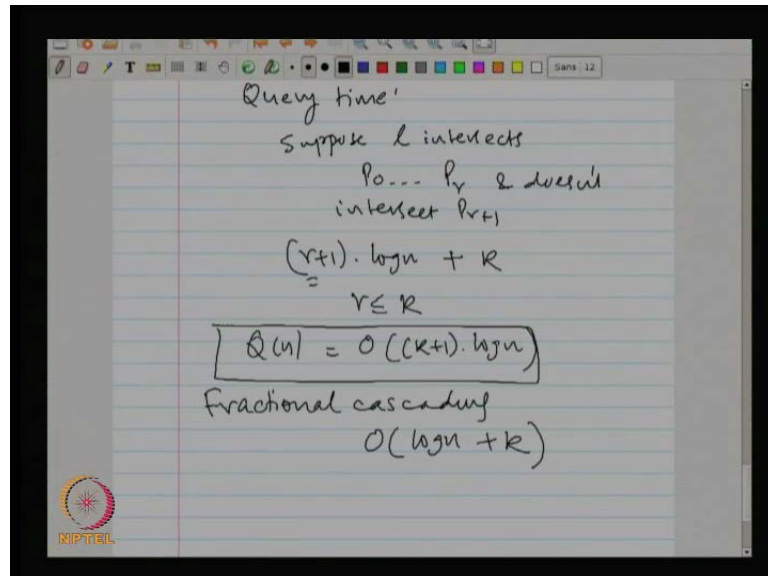 T Sans 12
Query time'
suppose l intersects
P0... Pr & doesn't
intersect Pr+1
(r+1). logn + k
r ≤ k
Q(n) = O((k+1). logn)
Fractional cascading
O(logn + k)
NPTEL